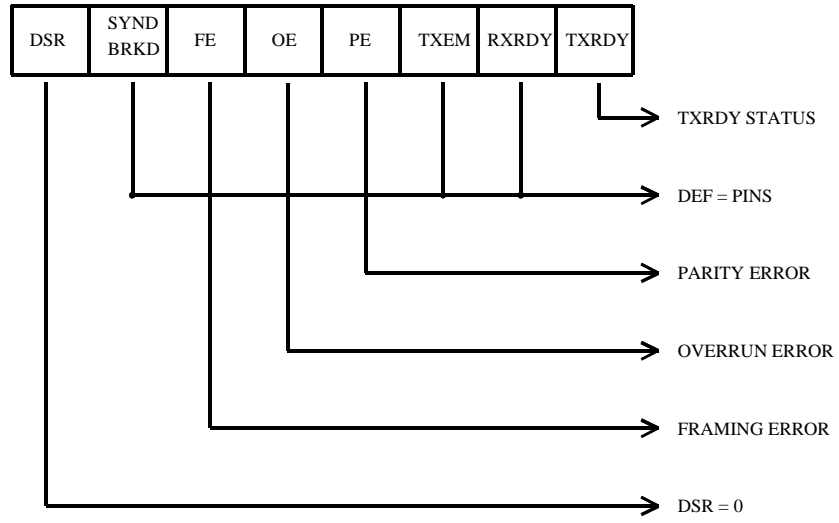 DSR
SYND
BRKD
FE
OE
PE
TXEM
RXRDY
TXRDY
TXRDY STATUS
DEF = PINS
PARITY ERROR
OVERRUN ERROR
FRAMING ERROR
DSR = 0